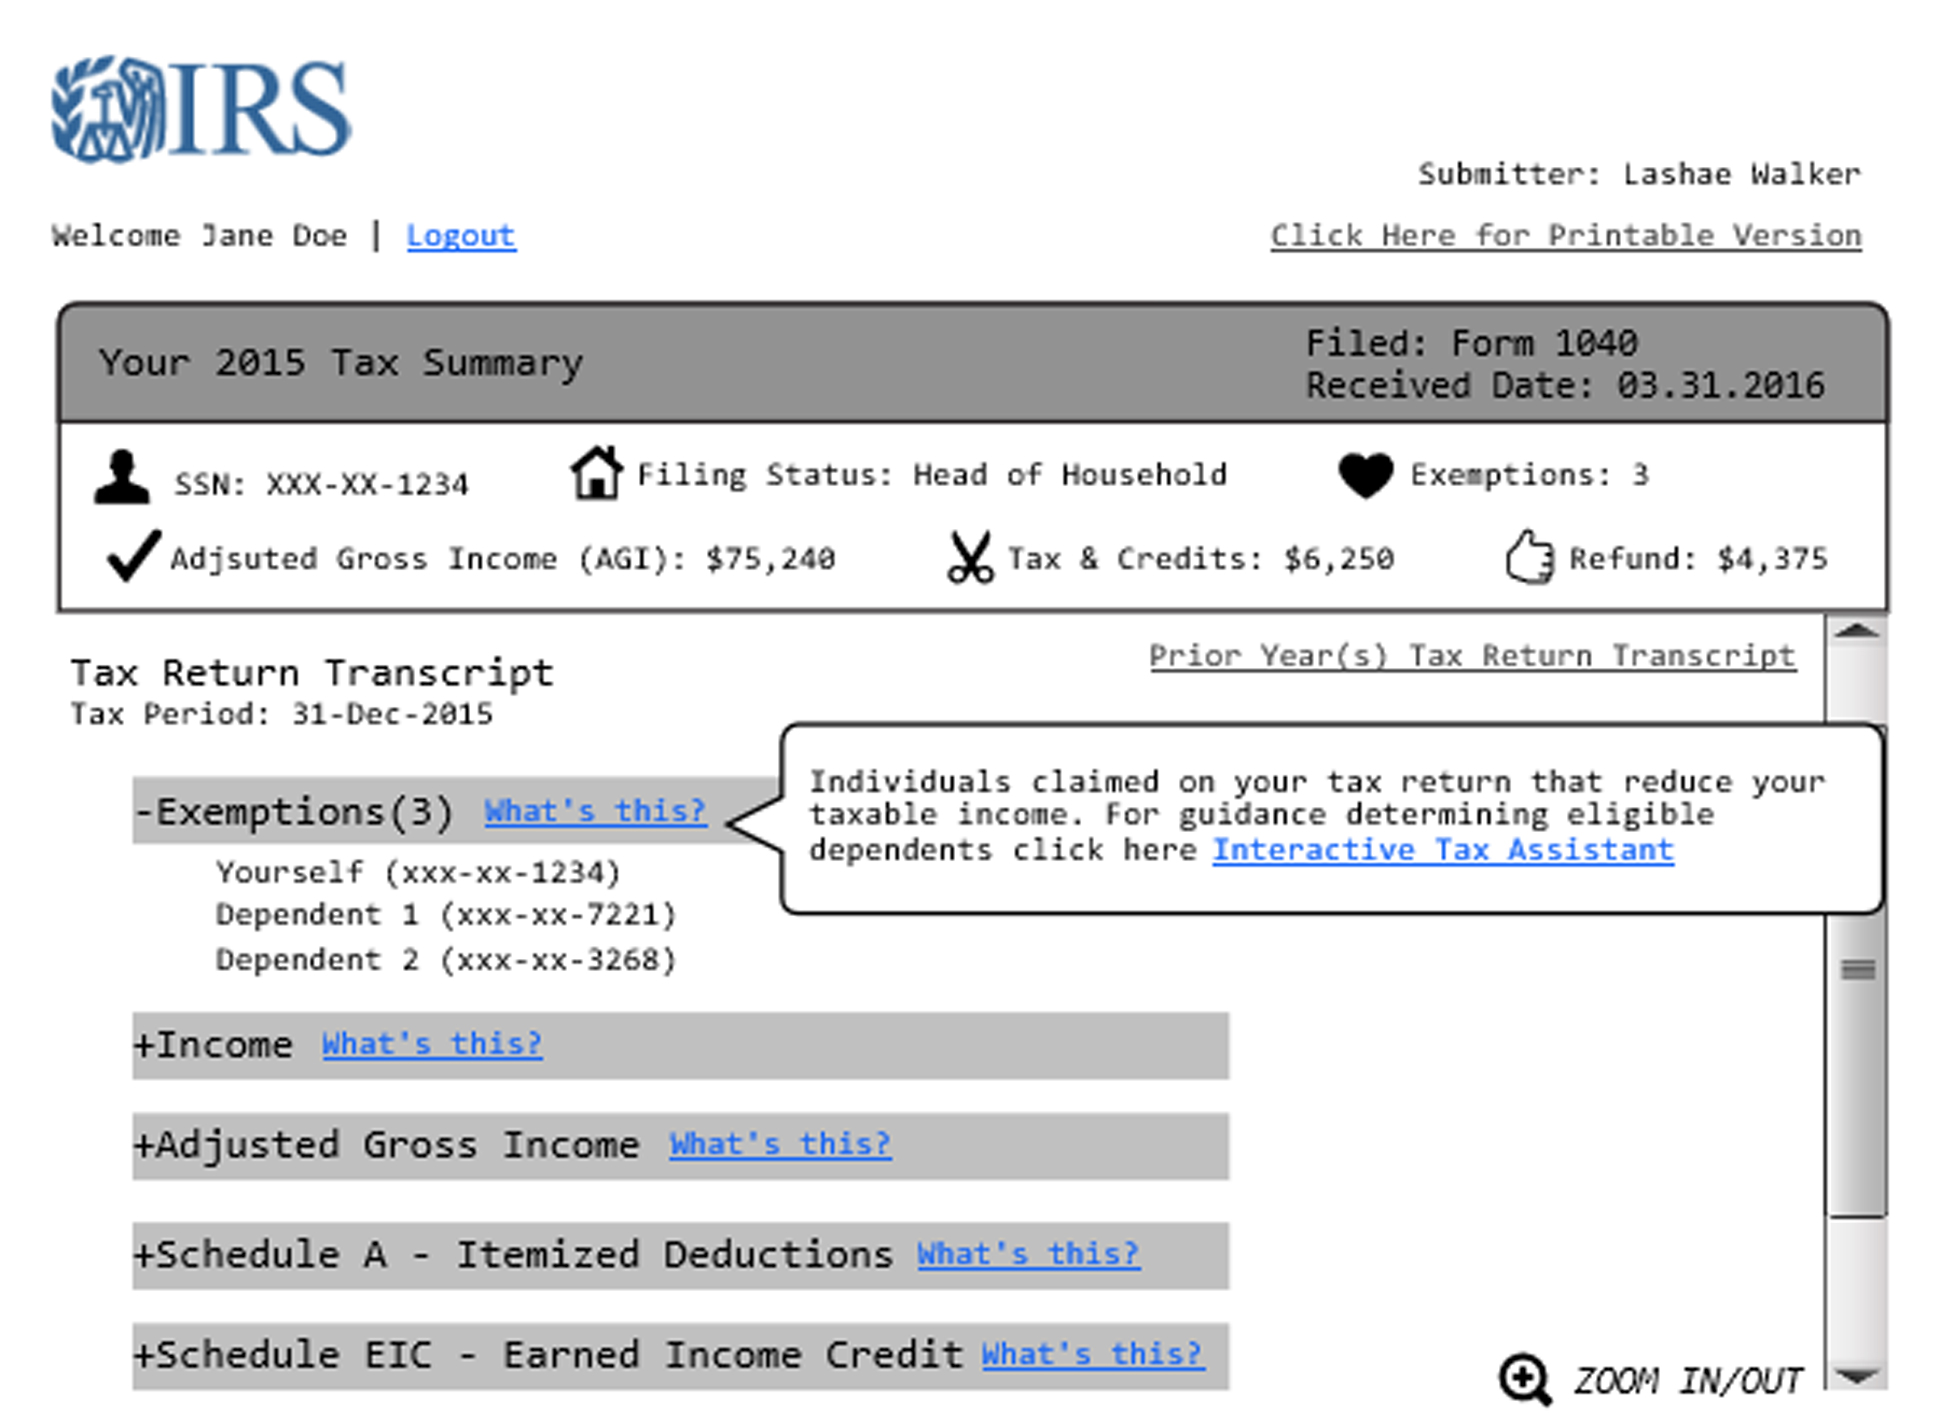 IRS
Submitter: Lashae Walker
Welcome Jane Doe | Logout
Click Here for Printable Version
Your 2015 Tax Summary
Filed: Form 1040
Received Date: 03.31.2016
SSN: XXX-XX-1234
Filing Status: Head of Household
Exemptions: 3
Adjsuted Gross Income (AGI): $75,240
Tax & Credits: $6,250
Refund: $4,375
Tax Return Transcript
Prior Year(s) Tax Return Transcript
Tax Period: 31-Dec-2015
-Exemptions(3) What's this?
Individuals claimed on your tax return that reduce your
taxable income. For guidance determining eligible
dependents click here Interactive Tax Assistant
Yourself (xxx-xx-1234)
Dependent 1 (xxx-xx-7221)
Dependent 2 (xxx-xx-3268)
+Income What's this?
+Adjusted Gross Income What's this?
+Schedule A - Itemized Deductions What's this?
+Schedule EIC - Earned Income Credit What's this?
ZOOM IN/OUT